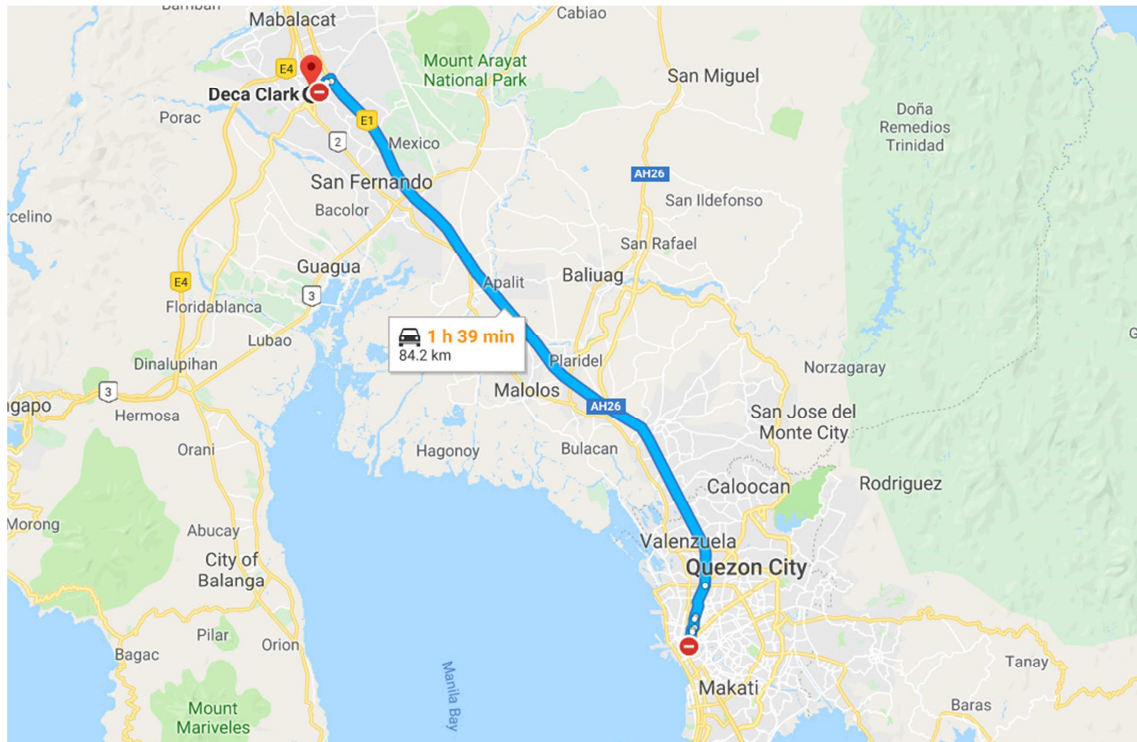 Bamban
Mabalacat
Cabiao
E4
Mount Arayat
National Park
San Miguel
Deca Clark
Porac
E1
Doña
Remedios
Trinidad
2
Mexico
AH26
San Fernando
San Ildefonso
Bacolor
arcelino
San Rafael
Guagua
Baliuag
E4
Apalit
3
Floridablanca
1 h 39 min
84.2 km
Lubao
Plaridel
Norzagaray
Dinalupihan
Malolos
3
AH26
ngapo
Hermosa
San Jose del
Monte City
Orani
Hagonoy
Bulacan
Caloocan
Rodriguez
Morong
Abucay
Valenzuela
City of
Balanga
Quezon City
Pilar
Orion
Bagac
Manila Bay
Tanay
Makati
Mount
Mariveles
Baras
G